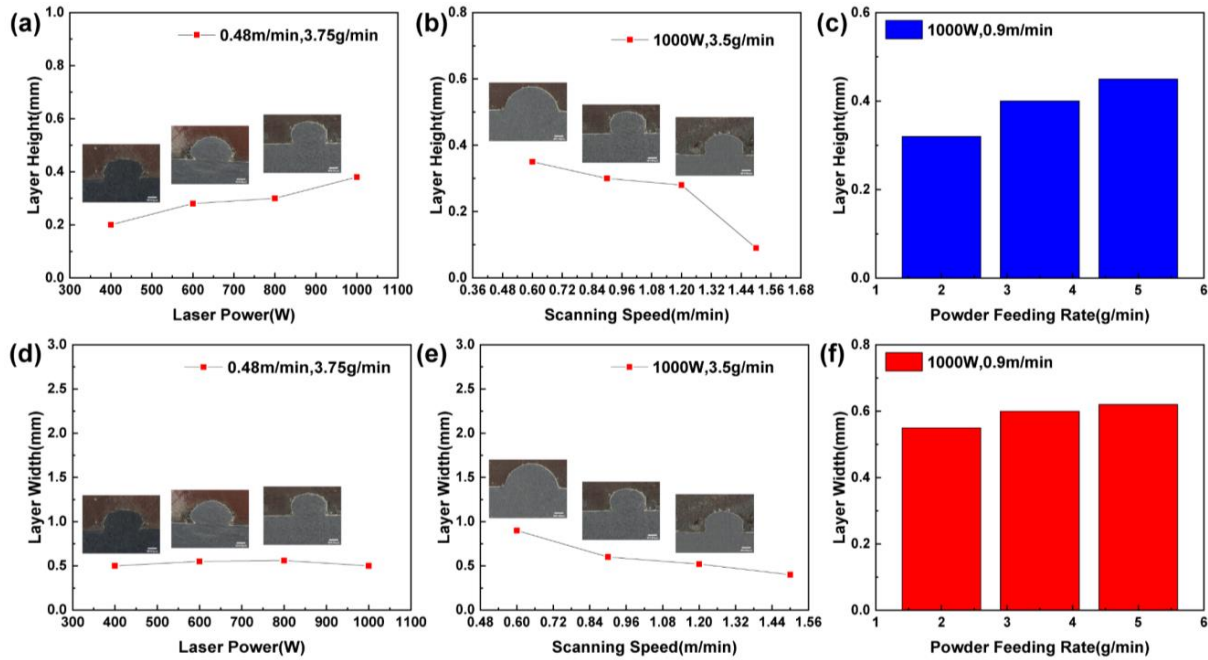 (a)
0.48m/min,3.75g/min
Layer Height(mm)
1.0
0.8
0.6
0.4
0.2
0.0
300 400 500 600 700 800 900 1000 1100
Laser Power(W)
(b)
1000W,3.5g/min
Layer Height(mm)
0.8
0.6
0.4
0.2
0.0
0.36 0.48 0.60 0.72 0.84 0.96 1.08 1.20 1.32 1.44 1.56 1.68
Scanning Speed(m/min)
(c)
1000W,0.9m/min
Layer Height(mm)
0.6
0.4
0.2
0.0
1 2 3 4 5 6
Powder Feeding Rate(g/min)
(d)
0.48m/min,3.75g/min
Layer Width(mm)
3.0
2.5
2.0
1.5
1.0
0.5
0.0
300 400 500 600 700 800 900 1000 1100
Laser Power(W)
(e)
1000W,3.5g/min
Layer Width(mm)
3.0
2.5
2.0
1.5
1.0
0.5
0.0
0.48 0.60 0.72 0.84 0.96 1.08 1.20 1.32 1.44 1.56
Scanning Speed(m/min)
(f)
1000W,0.9m/min
Layer Width(mm)
0.8
0.6
0.4
0.2
0.0
1 2 3 4 5 6
Powder Feeding Rate(g/min)